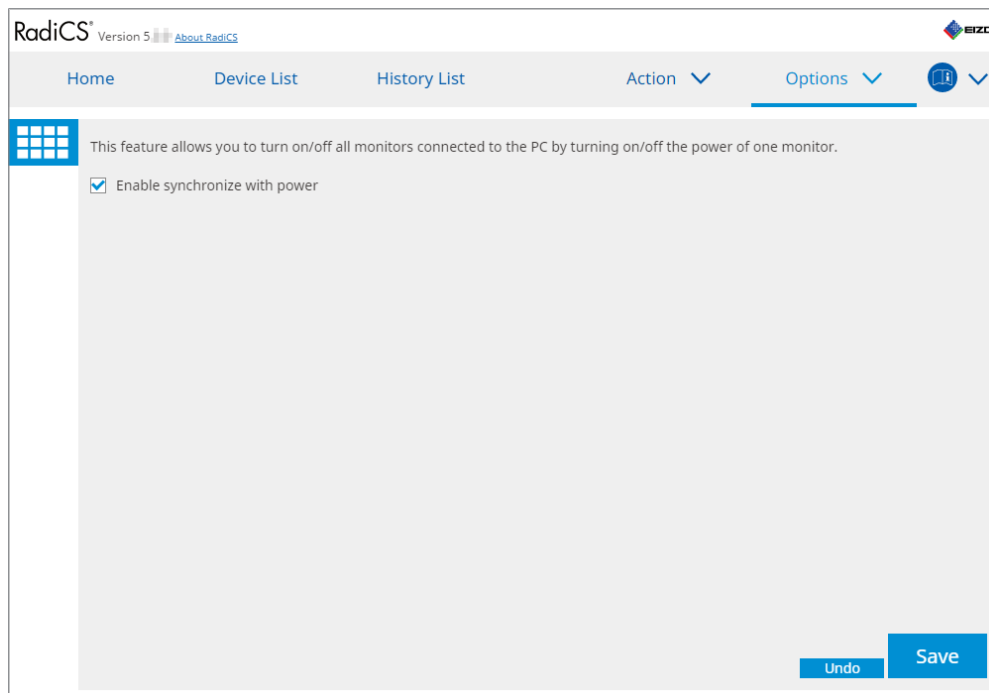 RadiCS® Version 5. About RadiCS
EIZO
Home Device List History List Action Options
This feature allows you to turn on/off all monitors connected to the PC by turning on/off the power of one monitor.
Enable synchronize with power
Undo Save